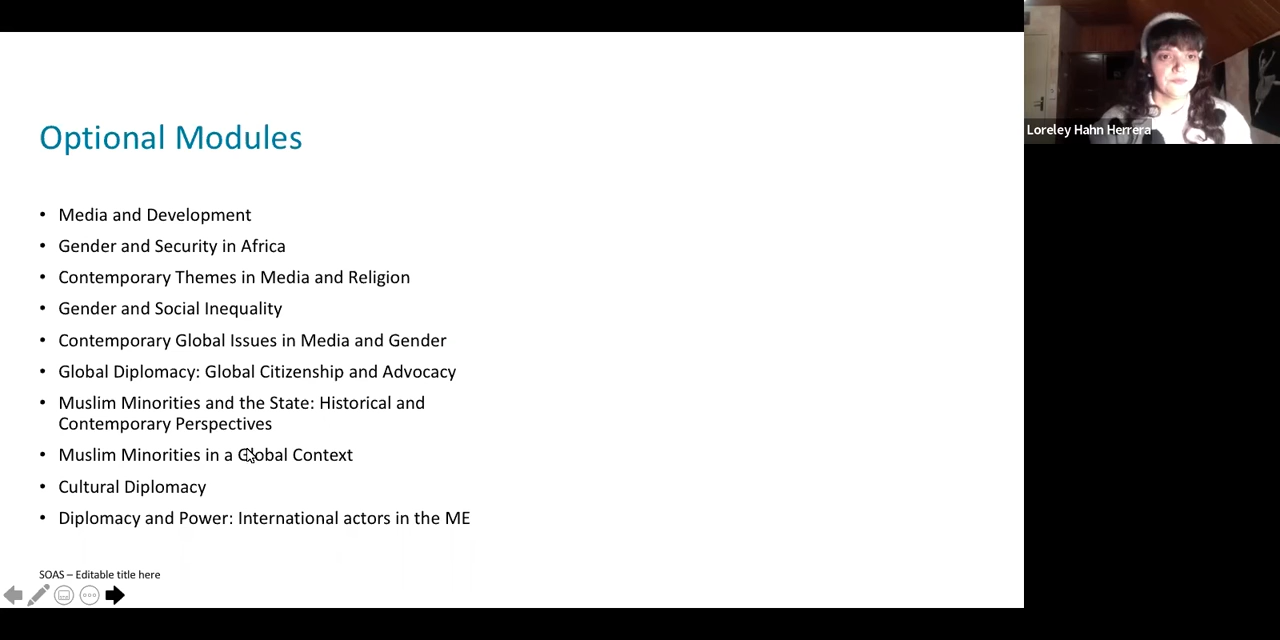 Optional Modules
• Media and Development
• Gender and Security in Africa
• Contemporary Themes in Media and Religion
• Gender and Social Inequality
• Contemporary Global Issues in Media and Gender
• Global Diplomacy: Global Citizenship and Advocacy
• Muslim Minorities and the State: Historical and
Contemporary Perspectives
• Muslim Minorities in a Global Context
• Cultural Diplomacy
• Diplomacy and Power: International actors in the ME
SOAS – Editable title here
Loreley Hahn Herrera